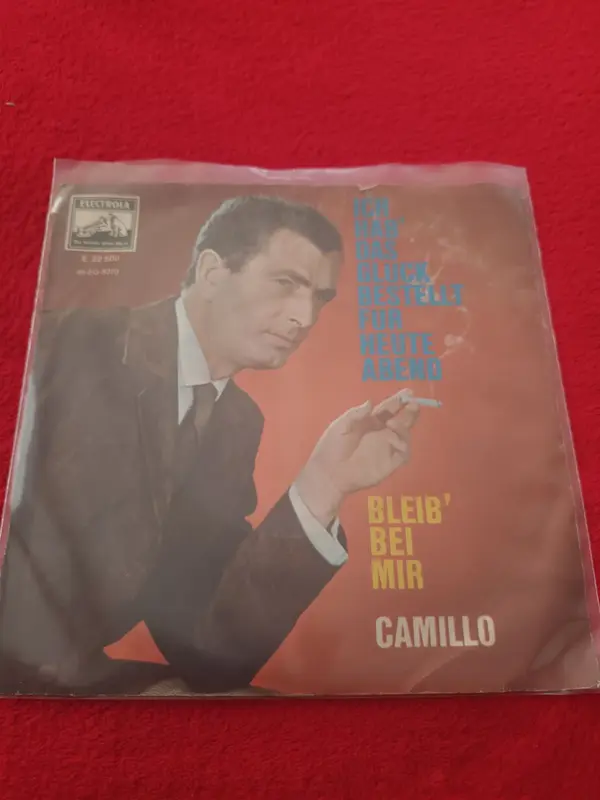 ELECTROLA
ICH
HAB'
DAS
GLÜCK
BESTELLT
FÜR
HEUTE
ABEND
BLEIB'
BEI
MIR
CAMILLO